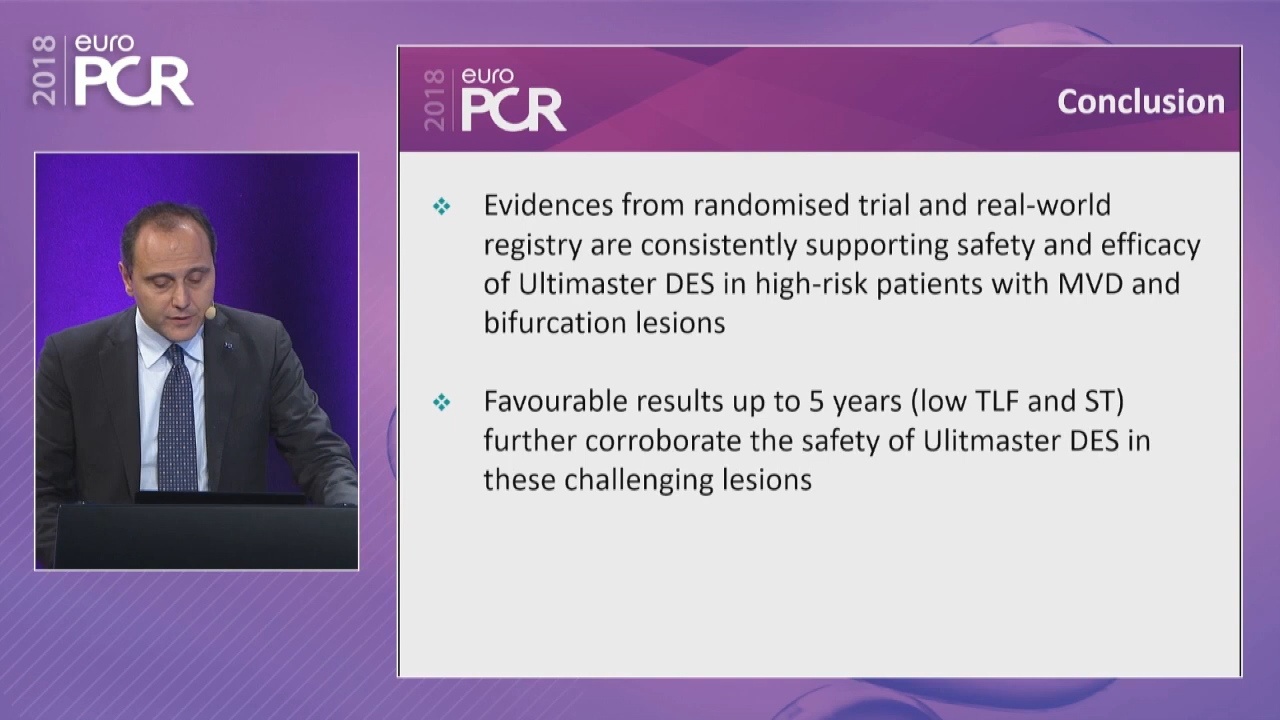 2018
euro
PCR
2018
euro
PCR
Conclusion
Evidences from randomised trial and real-world
registry are consistently supporting safety and efficacy
of Ultimaster DES in high-risk patients with MVD and
bifurcation lesions
Favourable results up to 5 years (low TLF and ST)
further corroborate the safety of Ulitmaster DES in
these challenging lesions